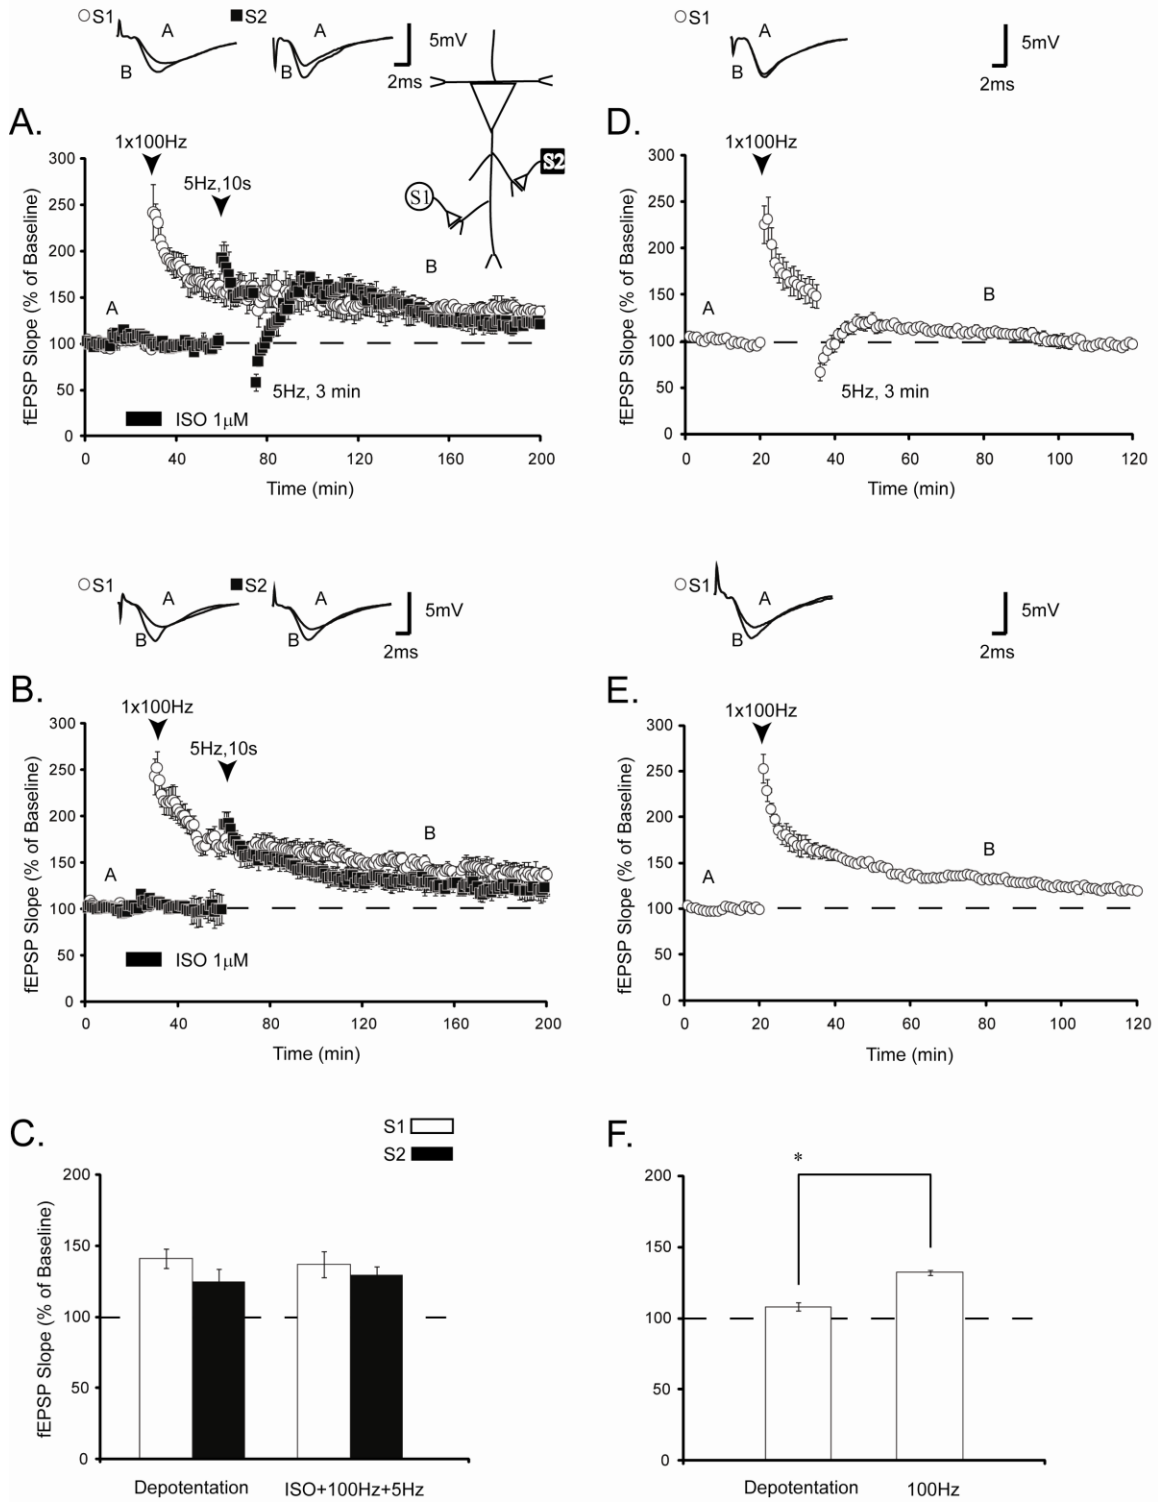 S1
A
B
S2
A
B
5mV
2ms
S1
A
B
5mV
2ms
A.
1x100Hz
5Hz,10s
S1
S2
fEPSP Slope (% of Baseline)
300
250
200
150
100
50
0
A
B
5Hz, 3 min
ISO 1μM
0 40 80 120 160 200
Time (min)
D.
1x100Hz
fEPSP Slope (% of Baseline)
300
250
200
150
100
50
0
A
B
5Hz, 3 min
0 20 40 60 80 100 120
Time (min)
S1
A
B
S2
A
B
5mV
2ms
S1
A
B
5mV
2ms
B.
1x100Hz
5Hz,10s
fEPSP Slope (% of Baseline)
300
250
200
150
100
50
0
A
B
ISO 1μM
0 40 80 120 160 200
Time (min)
E.
1x100Hz
fEPSP Slope (% of Baseline)
300
250
200
150
100
50
0
A
B
0 20 40 60 80 100 120
Time (min)
C.
S1
S2
fEPSP Slope (% of Baseline)
200
150
100
50
0
Depotentation ISO+100Hz+5Hz
F.
*
200
150
100
50
0
Depotentation 100Hz